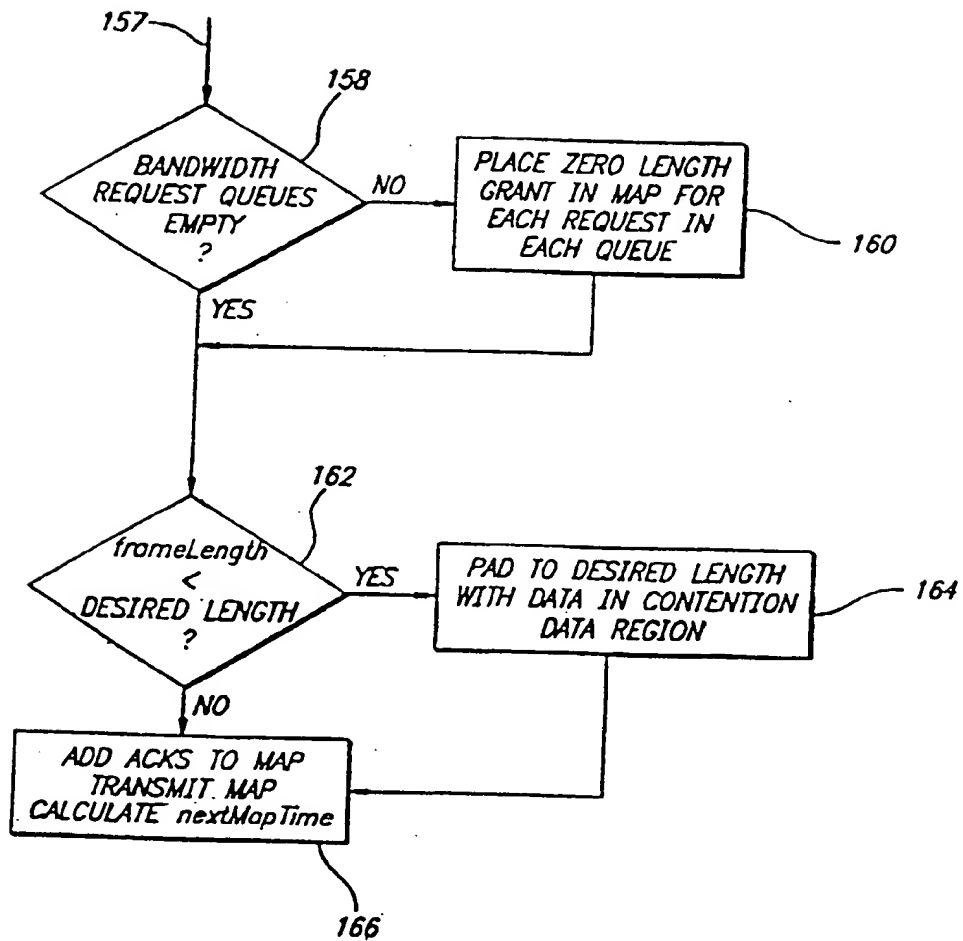 157
158
BANDWIDTH
REQUEST QUEUES
EMPTY
?
NO
PLACE ZERO LENGTH
GRANT IN MAP FOR
EACH REQUEST IN
EACH QUEUE
160
YES
162
frameLength
<
DESIRED LENGTH
?
YES
PAD TO DESIRED LENGTH
WITH DATA IN CONTENTION
DATA REGION
164
NO
ADD ACKS TO MAP
TRANSMIT MAP
CALCULATE nextMapTime
166